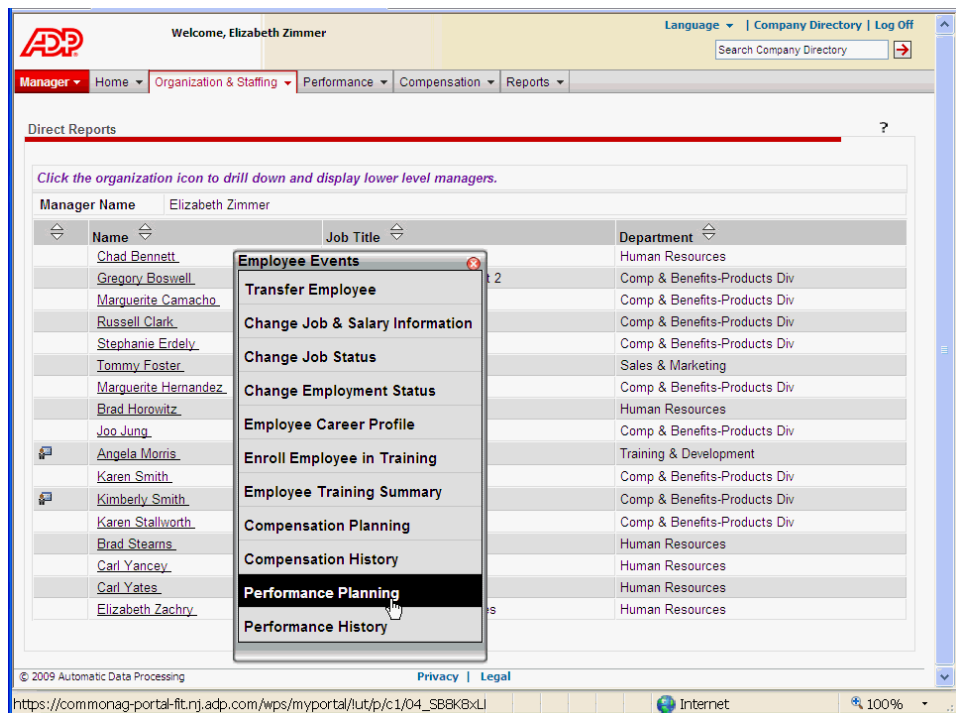 ADP
Welcome, Elizabeth Zimmer
Language | Company Directory | Log Off
Search Company Directory
Manager Home Organization & Staffing Performance Compensation Reports
Direct Reports ?
Click the organization icon to drill down and display lower level managers.
Manager Name Elizabeth Zimmer
Name Job Title Department
Chad Bennett Human Resources
Gregory Boswell t 2 Comp & Benefits-Products Div
Marguerite Camacho Comp & Benefits-Products Div
Russell Clark Comp & Benefits-Products Div
Stephanie Erdely Comp & Benefits-Products Div
Tommy Foster Sales & Marketing
Marguerite Hernandez Comp & Benefits-Products Div
Brad Horowitz Human Resources
Joo Jung Comp & Benefits-Products Div
Angela Morris Training & Development
Karen Smith Comp & Benefits-Products Div
Kimberly Smith Comp & Benefits-Products Div
Karen Stallworth Comp & Benefits-Products Div
Brad Stearns Human Resources
Carl Yancey Human Resources
Carl Yates Human Resources
Elizabeth Zachry es Human Resources
Employee Events
Transfer Employee
Change Job & Salary Information
Change Job Status
Change Employment Status
Employee Career Profile
Enroll Employee in Training
Employee Training Summary
Compensation Planning
Compensation History
Performance Planning
Performance History
© 2009 Automatic Data Processing Privacy | Legal
https://commonag-portal-fit.nj.adp.com/wps/myportal/!ut/p/c1/04_SB8K8xLI Internet 100%